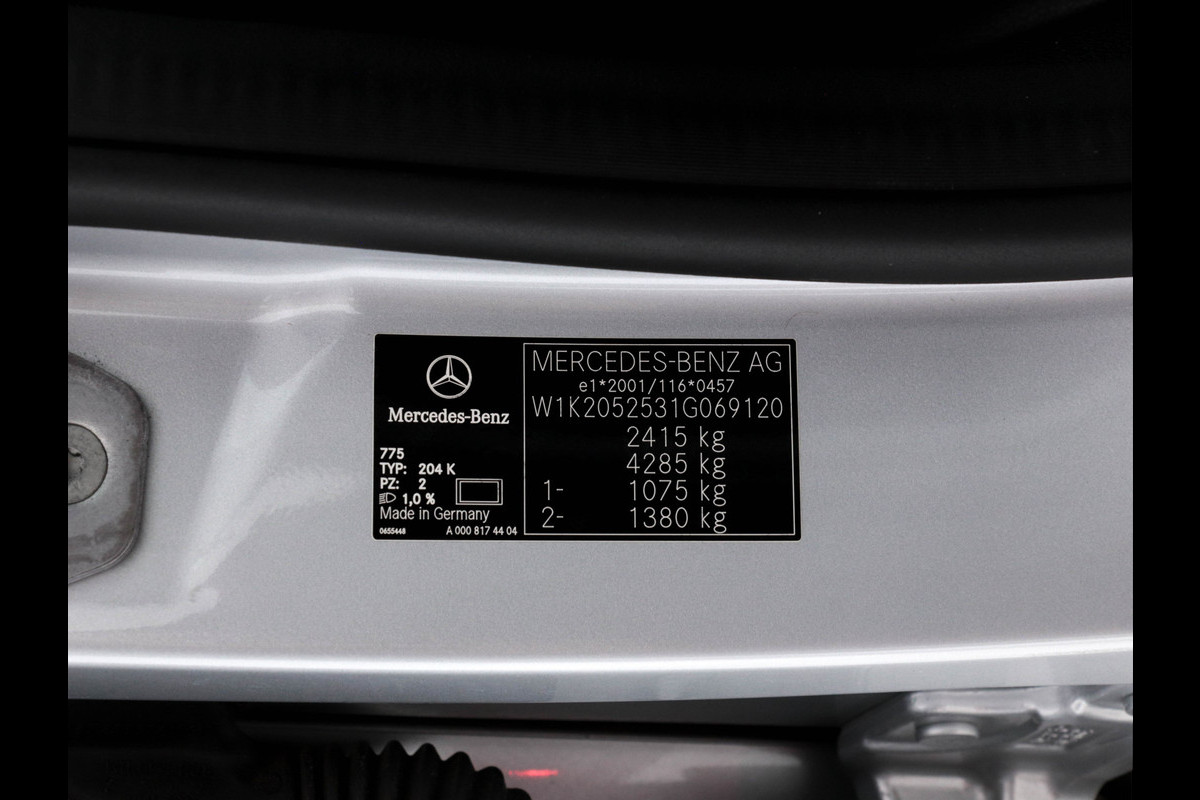 Mercedes-Benz
775
TYP: 204 K
PZ: 2
1,0 %
Made in Germany
0655448 A 000 817 44 04
MERCEDES-BENZ AG
e1*2001/116*0457
W1K2052531G069120
2415 kg
4285 kg
1- 1075 kg
2- 1380 kg